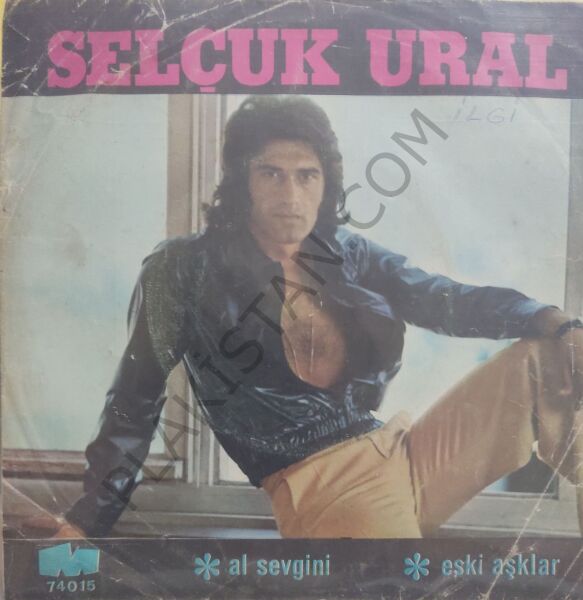 SELÇUK URAL
İLGİ
PLAKİSTAN.COM
74015
* al sevgini
* eşki aşklar